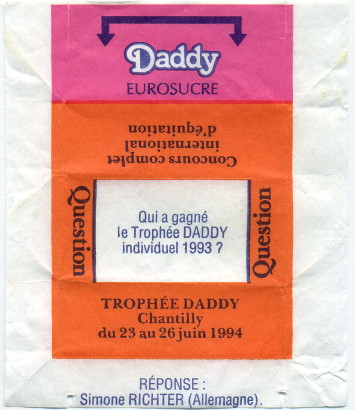 Daddy
EUROSUCRE
Concours complet
international
d'équitation
Question
Qui a gagné
le Trophée DADDY
individuel 1993 ?
Question
TROPHÉE DADDY
Chantilly
du 23 au 26 juin 1994
RÉPONSE :
Simone RICHTER (Allemagne).